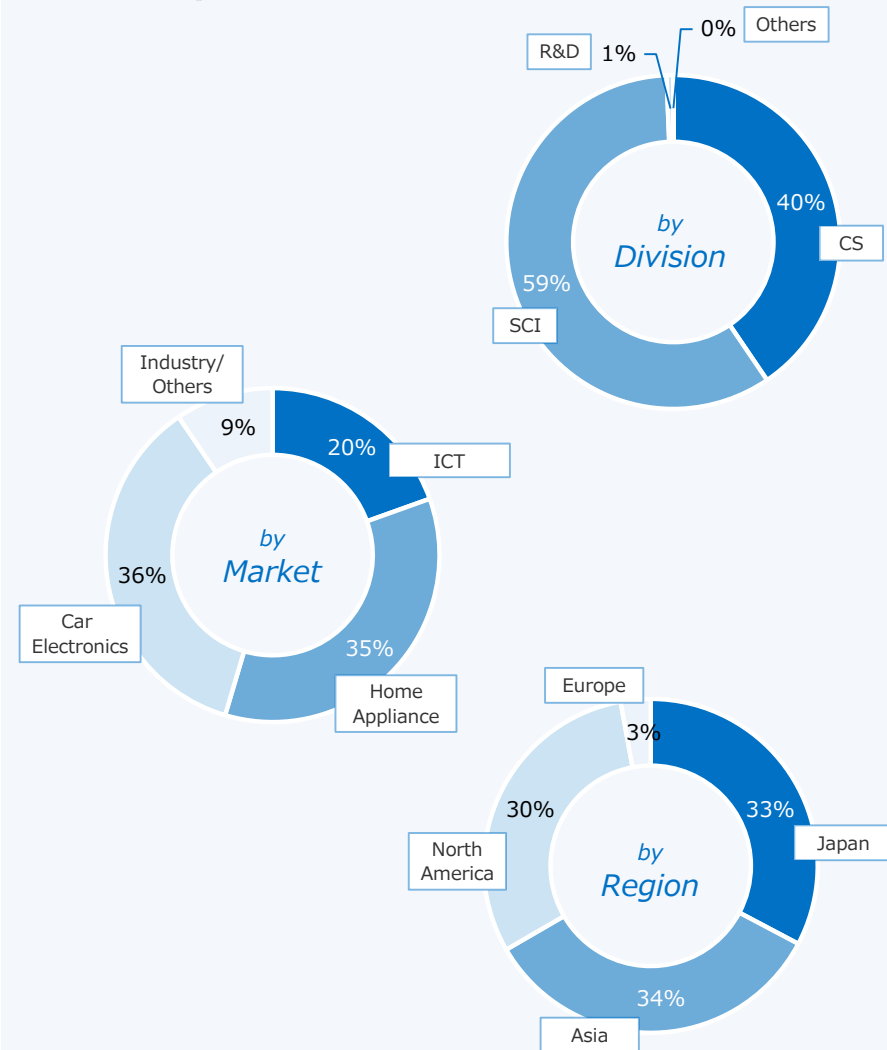 0%
Others
R&D
1%
40%
by
Division
CS
59%
SCI
Industry/
Others
9%
20%
ICT
by
Market
36%
Car
Electronics
35%
Home
Appliance
Europe
3%
30%
33%
Japan
North
America
by
Region
34%
Asia